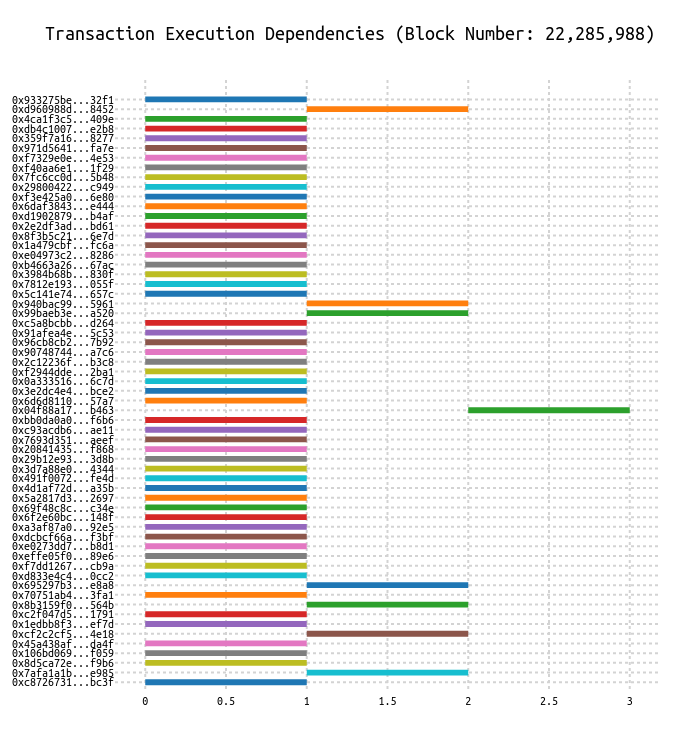 Transaction Execution Dependencies (Block Number: 22,285,988)
0x933275be...32f1
0xd960988d...8452
0x4ca1f3c5...409e
0xdb4c1007...e2b8
0x359f7a16...8277
0x971d5641...fa7e
0xf7329e0e...4e53
0xf40aa6e1...1f29
0x7fc6cc0d...5b48
0x29800422...c949
0xf3e425a0...6e80
0x6daf3843...e444
0xd1902879...b4af
0x2e2df3ad...bd61
0x8f3b5c21...6e7d
0x1a479cbf...fc6a
0xe04973c2...8286
0xb4663a26...67ac
0x3984b68b...830f
0x7812e193...055f
0x5c141e74...657c
0x940bac99...5961
0x99baeb3e...a520
0xc5a8bcbb...d264
0x91afea4e...5c53
0x96cb8cb2...7b92
0x90748744...a7c6
0x2c12236f...b3c8
0xf2944dde...2ba1
0x0a333516...6c7d
0x3e2dc4e4...bce2
0x6d6d8110...57a7
0x04f88a17...b463
0xbb0da0a0...f6b6
0xc93acdb6...ae11
0x7693d351...aeef
0x20841435...f868
0x29b12e93...3d8b
0x3d7a88e0...4344
0x491f0072...fe4d
0x4d1af72d...a35b
0x5a2817d3...2697
0x69f48c8c...c34e
0x6f2e60bc...148f
0xa3af87a0...92e5
0xdcbcf66a...f3bf
0xe0273dd7...b8d1
0xeffe05f0...89e6
0xf7dd1267...cb9a
0xd833e4c4...0cc2
0x695297b3...e8a8
0x70751ab4...3fa1
0x8b3159f0...564b
0xc2f047d5...1791
0x1edbb8f3...ef7d
0xcf2c2cf5...4e18
0x45a438af...da4f
0x106bd069...f059
0x8d5ca72e...f9b6
0x7afa1a1b...e985
0xc8726731...bc3f
0 0.5 1 1.5 2 2.5 3